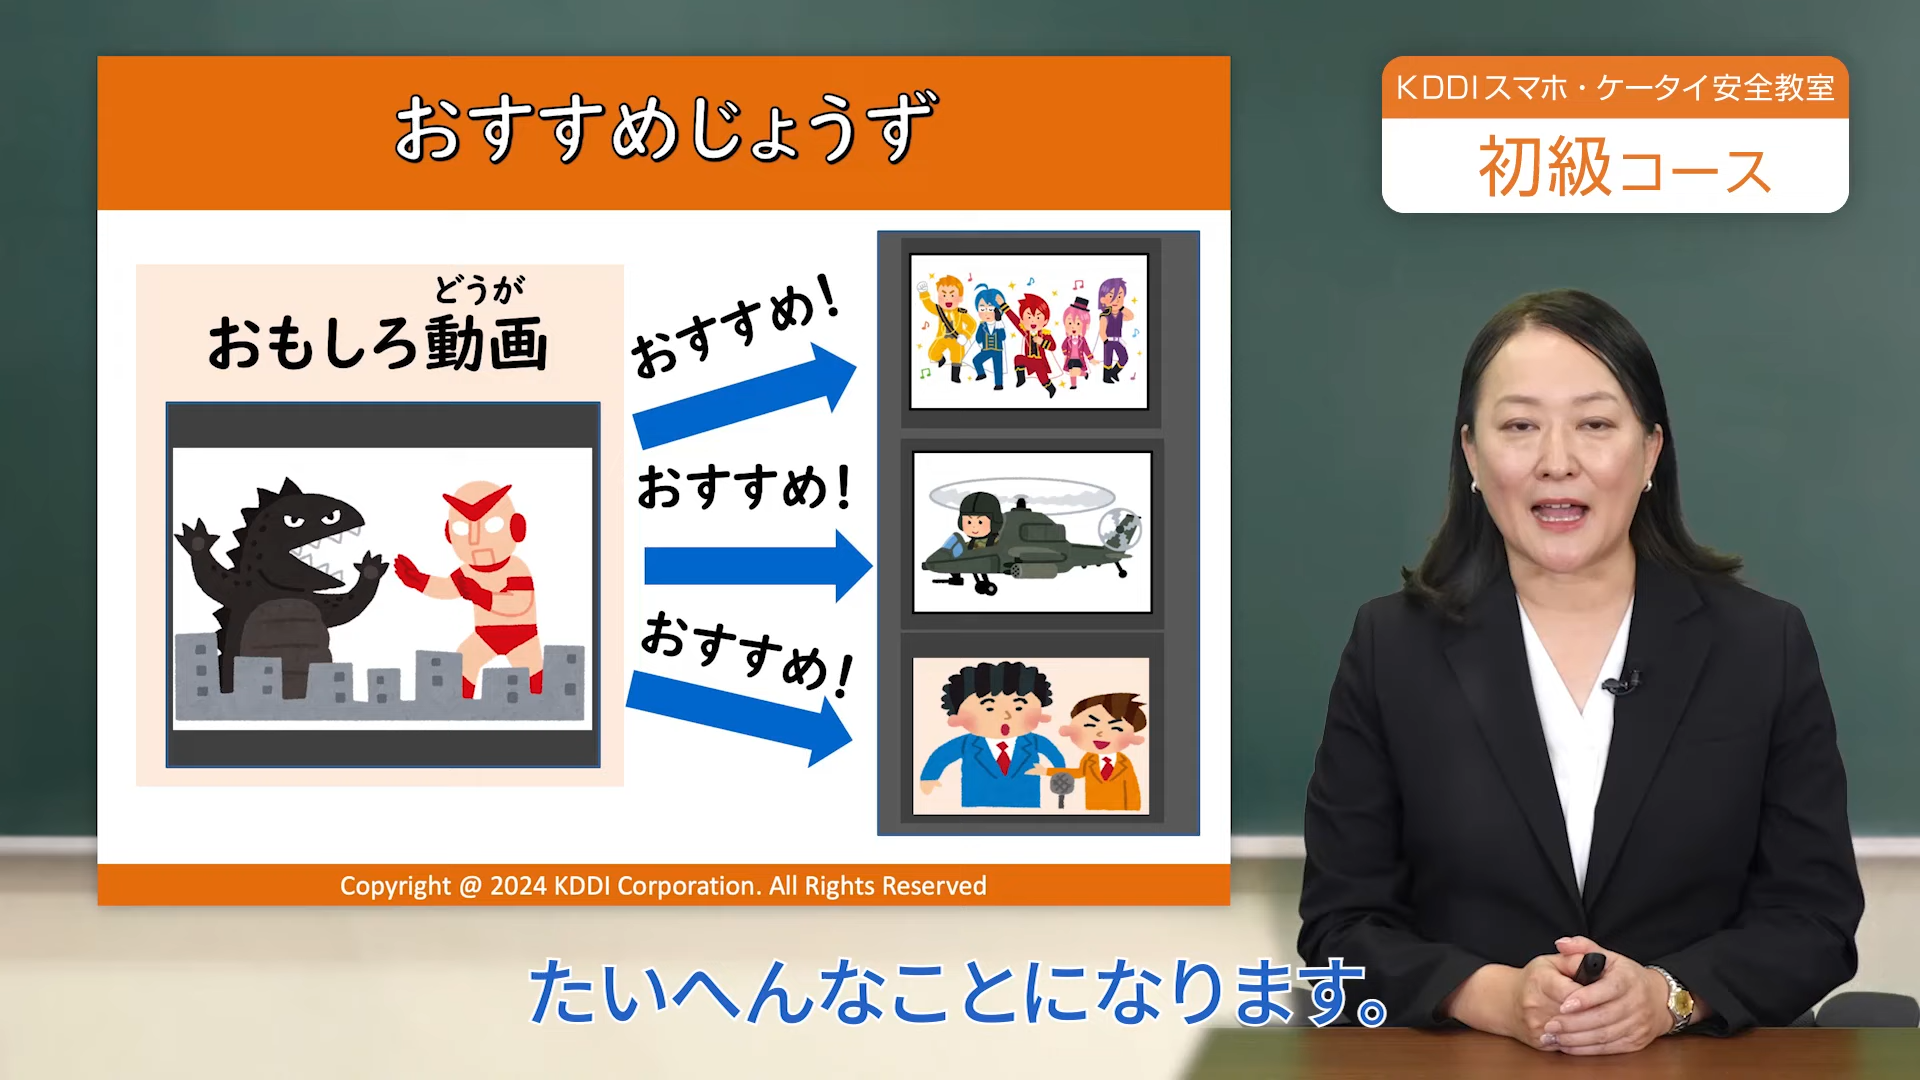 おすすめじょうず
KDDIスマホ・ケータイ安全教室
初級コース
どうが
おもしろ動画
おすすめ!
おすすめ!
おすすめ!
Copyright @ 2024 KDDI Corporation. All Rights Reserved
たいへんなことになります。